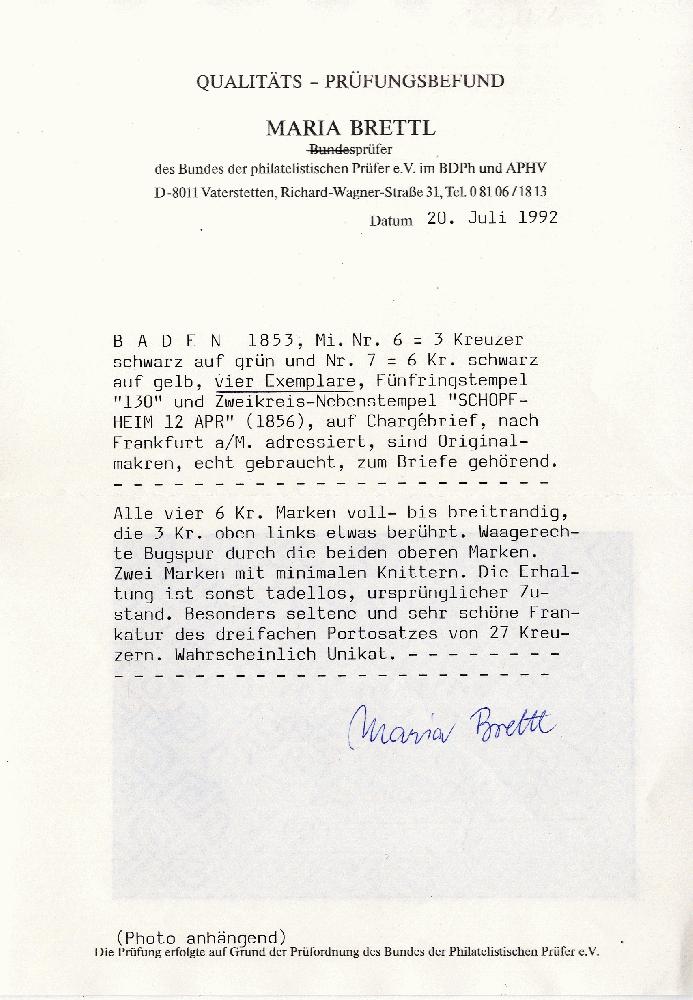 QUALITÄTS – PRÜFUNGSBEFUND
MARIA BRETTL
Bundesprüfer
des Bundes der philatelistischen Prüfer e.V. im BDPh und APHV
D-8011 Vaterstetten, Richard-Wagner-Straße 31, Tel. 0 81 06 / 18 13
Datum 20. Juli 1992
B A D E N 1853, Mi. Nr. 6 = 3 Kreuzer
schwarz auf grün und Nr. 7 = 6 Kr. schwarz
auf gelb, vier Exemplare, Fünfringstempel
"130" und Zweikreis-Nebenstempel "SCHOPF-
HEIM 12 APR" (1856), auf Chargébrief, nach
Frankfurt a/M. adressiert, sind Original-
makren, echt gebraucht, zum Briefe gehörend.
- - - - - - - - - - - - - - - - - - - - - -
Alle vier 6 Kr. Marken voll- bis breitrandig,
die 3 Kr. oben links etwas berührt. Waagerech-
te Bugspur durch die beiden oberen Marken.
Zwei Marken mit minimalen Knittern. Die Erhal-
tung ist sonst tadellos, ursprünglicher Zu-
stand. Besonders seltene und sehr schöne Fran-
katur des dreifachen Portosatzes von 27 Kreu-
zern. Wahrscheinlich Unikat. - - - - - - - -
- - - - - - - - - - - - - - - - - - - - - -
Maria Brettl
(Photo anhängend)
Die Prüfung erfolgte auf Grund der Prüfordnung des Bundes der Philatelistischen Prüfer e.V.